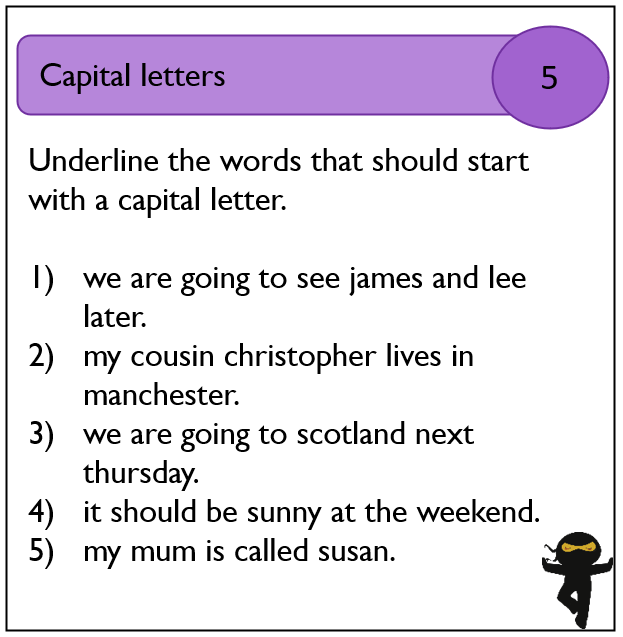 Capital letters
5
Underline the words that should start
with a capital letter.
1) we are going to see james and lee
later.
2) my cousin christopher lives in
manchester.
3) we are going to scotland next
thursday.
4) it should be sunny at the weekend.
5) my mum is called susan.